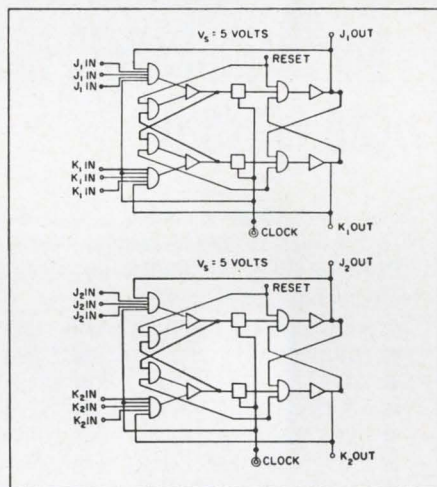 V_S = 5 VOLTS
J₁ OUT
RESET
J₁ IN
J₁ IN
J₁ IN
K₁ IN
K₁ IN
K₁ IN
K₁ OUT
CLOCK
V_S = 5 VOLTS
J₂ OUT
RESET
J₂ IN
J₂ IN
J₂ IN
K₂ IN
K₂ IN
K₂ IN
K₂ OUT
CLOCK